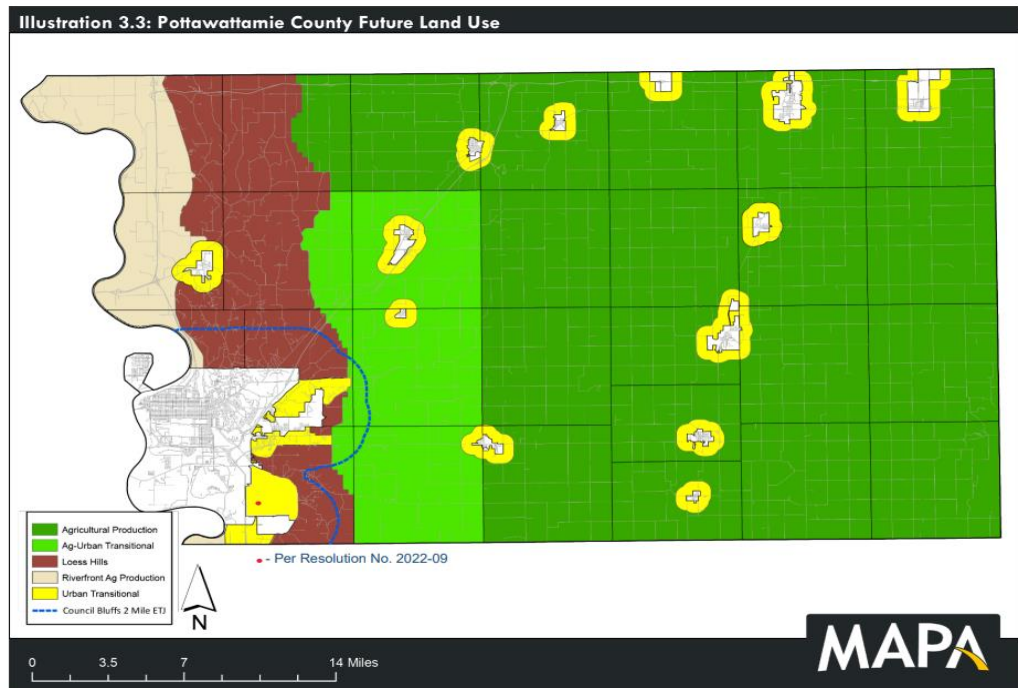 Illustration 3.3: Pottawattamie County Future Land Use
Agricultural Production
Ag-Urban Transitional
Loess Hills
Riverfront Ag Production
Urban Transitional
Council Bluffs 2 Mile ETJ
- Per Resolution No. 2022-09
N
0 3.5 7 14 Miles
MAPA